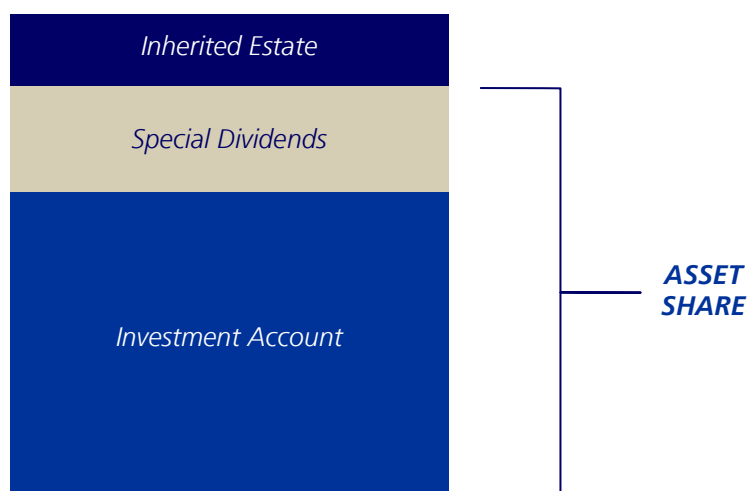 Inherited Estate
Special Dividends
Investment Account
ASSET
SHARE